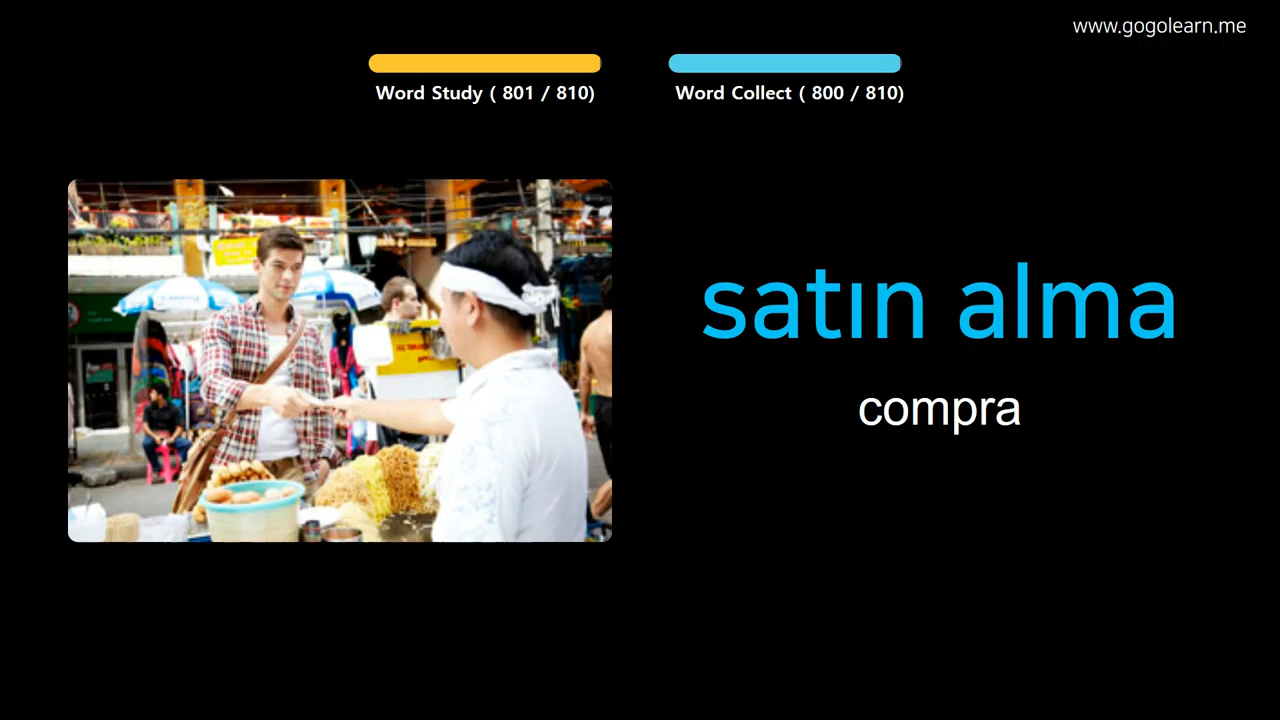 www.gogolearn.me
Word Study ( 801 / 810)
Word Collect ( 800 / 810)
satın alma
compra